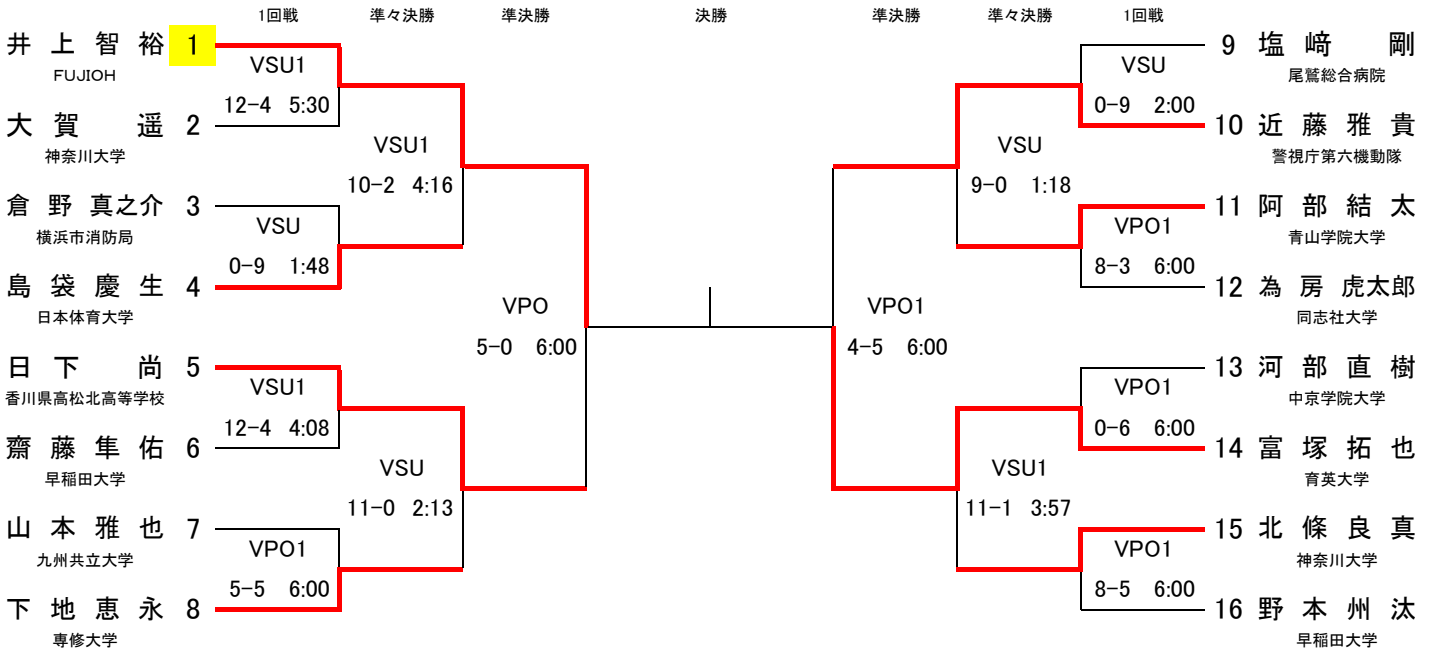 1回戦 準々決勝 準決勝 決勝 準決勝 準々決勝 1回戦
井上智裕 1
FUJIOH
VSU1
12-4 5:30
大賀 遥 2
神奈川大学
VSU1
10-2 4:16
倉野真之介 3
横浜市消防局
VSU
0-9 1:48
島袋慶生 4
日本体育大学
VPO
5-0 6:00
日下 尚 5
香川県高松北高等学校
VSU1
12-4 4:08
齋藤隼佑 6
早稲田大学
VSU
11-0 2:13
山本雅也 7
九州共立大学
VPO1
5-5 6:00
下地恵永 8
専修大学
9 塩﨑 剛
尾鷲総合病院
VSU
0-9 2:00
10 近藤雅貴
警視庁第六機動隊
VSU
9-0 1:18
11 阿部結太
青山学院大学
VPO1
8-3 6:00
12 為房虎太郎
同志社大学
VPO1
4-5 6:00
13 河部直樹
中京学院大学
VPO1
0-6 6:00
14 富塚拓也
育英大学
VSU1
11-1 3:57
15 北條良真
神奈川大学
VPO1
8-5 6:00
16 野本州汰
早稲田大学